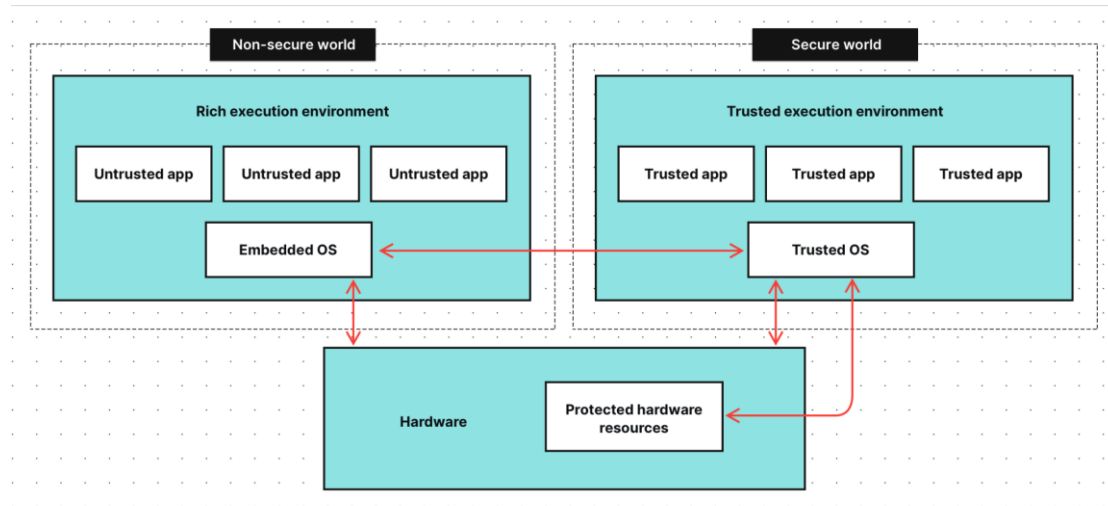 Non-secure world
Secure world
Rich execution environment
Trusted execution environment
Untrusted app
Untrusted app
Untrusted app
Trusted app
Trusted app
Trusted app
Embedded OS
Trusted OS
Hardware
Protected hardware
resources